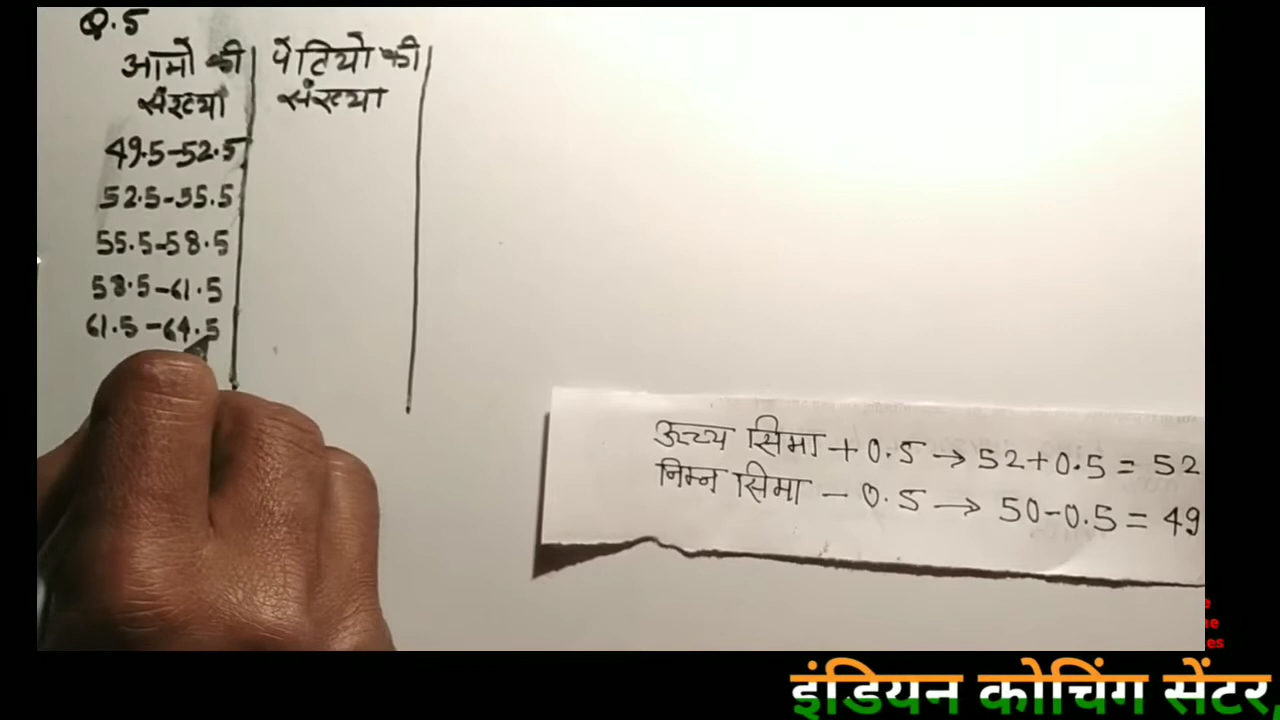 Q.5
आमों की पेटियों की
संख्या संख्या
49.5-52.5
52.5-55.5
55.5-58.5
58.5-61.5
61.5-64.5
उच्च सिमा + 0.5 → 52+0.5 = 52
निम्न सिमा - 0.5 → 50-0.5 = 49
es
इंडियन कोचिंग सेंटर,